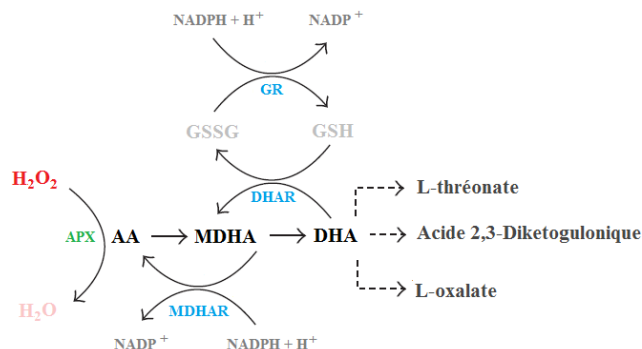 NADPH + H⁺ NADP⁺
GR
GSSG GSH
H₂O₂
DHAR
L-thréonate
APX AA MDHA DHA Acide 2,3-Diketogulonique
L-oxalate
H₂O
MDHAR
NADP⁺ NADPH + H⁺